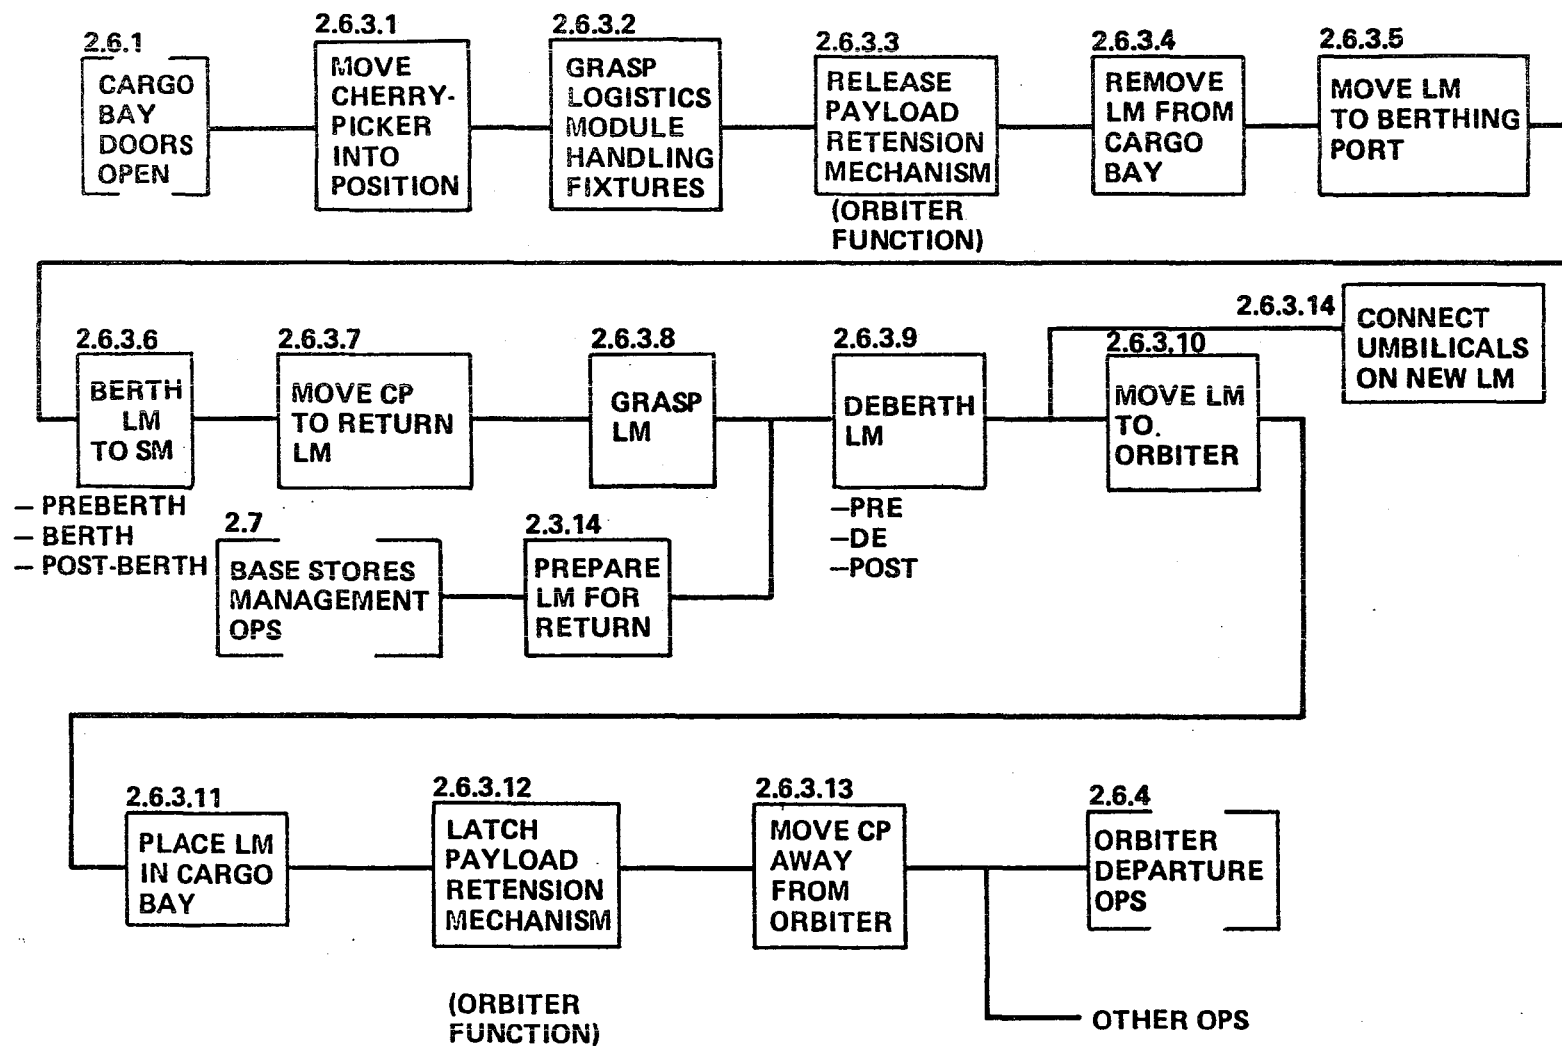 2.6.1
CARGO
BAY
DOORS
OPEN
2.6.3.1
MOVE
CHERRY-
PICKER
INTO
POSITION
2.6.3.2
GRASP
LOGISTICS
MODULE
HANDLING
FIXTURES
2.6.3.3
RELEASE
PAYLOAD
RETENSION
MECHANISM
(ORBITER
FUNCTION)
2.6.3.4
REMOVE
LM FROM
CARGO
BAY
2.6.3.5
MOVE LM
TO BERTHING
PORT
2.6.3.6
BERTH
LM
TO SM
– PREBERTH
– BERTH
– POST-BERTH
2.6.3.7
MOVE CP
TO RETURN
LM
2.6.3.8
GRASP
LM
2.7
BASE STORES
MANAGEMENT
OPS
2.3.14
PREPARE
LM FOR
RETURN
2.6.3.9
DEBERTH
LM
–PRE
–DE
–POST
2.6.3.10
MOVE LM
TO.
ORBITER
2.6.3.14
CONNECT
UMBILICALS
ON NEW LM
2.6.3.11
PLACE LM
IN CARGO
BAY
2.6.3.12
LATCH
PAYLOAD
RETENSION
MECHANISM
(ORBITER
FUNCTION)
2.6.3.13
MOVE CP
AWAY
FROM
ORBITER
2.6.4
ORBITER
DEPARTURE
OPS
OTHER OPS